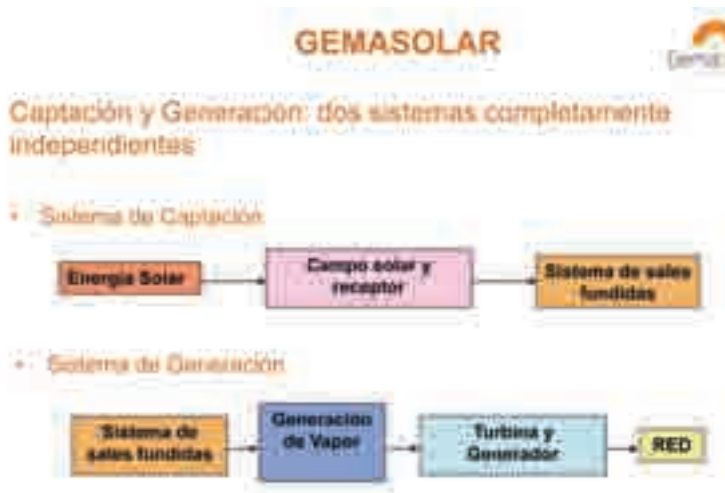 GEMASOLAR
Captación y Generación: dos sistemas completamente
independientes
• Sistema de Captación
Energía Solar
Campo solar y
receptor
Sistema de sales
fundidas
• Sistema de Generación
Sistema de
sales fundidas
Generación
de Vapor
Turbina y
Generador
RED